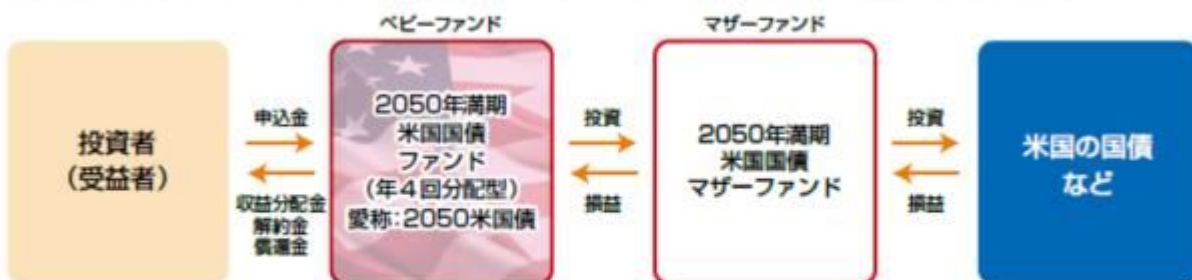 ベビーファンド
マザーファンド
投資者
(受益者)
申込金
収益分配金
解約金
償還金
2050年満期
米国国債
ファンド
(年4回分配型)
愛称:2050米国債
投資
損益
2050年満期
米国国債
マザーファンド
投資
損益
米国の国債
など